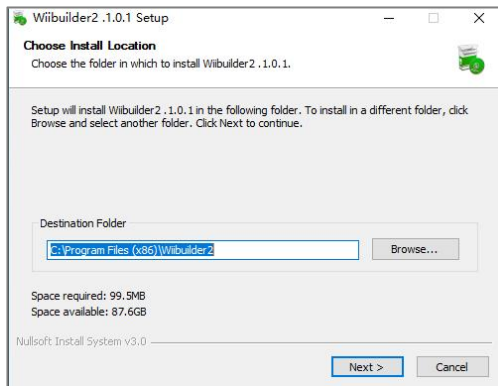 Wiibuilder2 .1.0.1 Setup
Choose Install Location
Choose the folder in which to install Wiibuilder2 .1.0.1.
Setup will install Wiibuilder2 .1.0.1 in the following folder. To install in a different folder, click
Browse and select another folder. Click Next to continue.
Destination Folder
C:\Program Files (x86)\Wiibuilder2
Browse...
Space required: 99.5MB
Space available: 87.6GB
Nullsoft Install System v3.0
Next >
Cancel